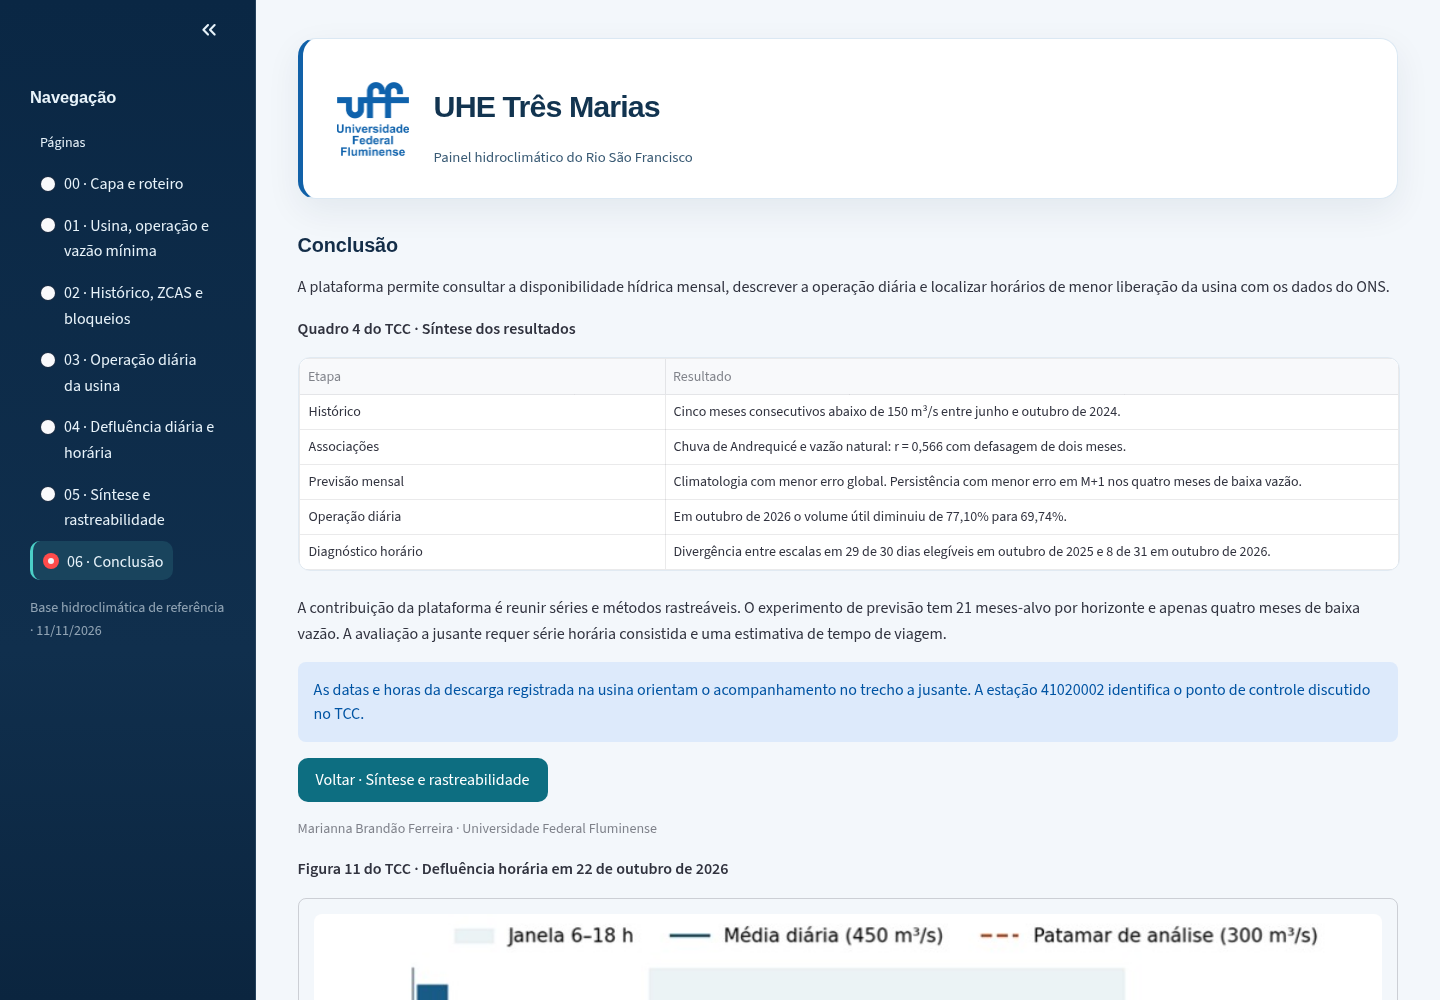 Navegação
Páginas
00 · Capa e roteiro
01 · Usina, operação e
vazão mínima
02 · Histórico, ZCAS e
bloqueios
03 · Operação diária
da usina
04 · Defluência diária e
horária
05 · Síntese e
rastreabilidade
06 · Conclusão
Base hidroclimática de referência
· 11/11/2026
uff
Universidade
Federal
Fluminense
UHE Três Marias
Painel hidroclimático do Rio São Francisco
Conclusão
A plataforma permite consultar a disponibilidade hídrica mensal, descrever a operação diária e localizar horários de menor liberação da usina com os dados do ONS.
Quadro 4 do TCC · Síntese dos resultados
Etapa Resultado
Histórico Cinco meses consecutivos abaixo de 150 m³/s entre junho e outubro de 2024.
Associações Chuva de Andrequicé e vazão natural: r = 0,566 com defasagem de dois meses.
Previsão mensal Climatologia com menor erro global. Persistência com menor erro em M+1 nos quatro meses de baixa vazão.
Operação diária Em outubro de 2026 o volume útil diminuiu de 77,10% para 69,74%.
Diagnóstico horário Divergência entre escalas em 29 de 30 dias elegíveis em outubro de 2025 e 8 de 31 em outubro de 2026.
A contribuição da plataforma é reunir séries e métodos rastreáveis. O experimento de previsão tem 21 meses-alvo por horizonte e apenas quatro meses de baixa
vazão. A avaliação a jusante requer série horária consistida e uma estimativa de tempo de viagem.
As datas e horas da descarga registrada na usina orientam o acompanhamento no trecho a jusante. A estação 41020002 identifica o ponto de controle discutido
no TCC.
Voltar · Síntese e rastreabilidade
Marianna Brandão Ferreira · Universidade Federal Fluminense
Figura 11 do TCC · Defluência horária em 22 de outubro de 2026
Janela 6–18 h Média diária (450 m³/s) Patamar de análise (300 m³/s)